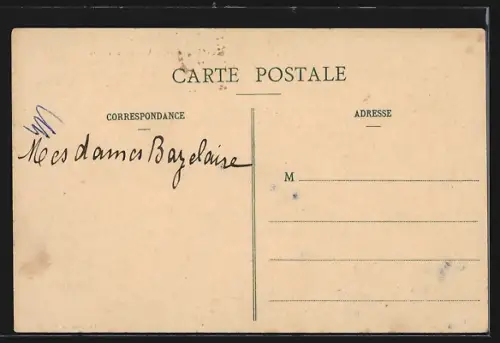 CARTE POSTALE
CORRESPONDANCE
ADRESSE
Mesdames Bazelaire
M